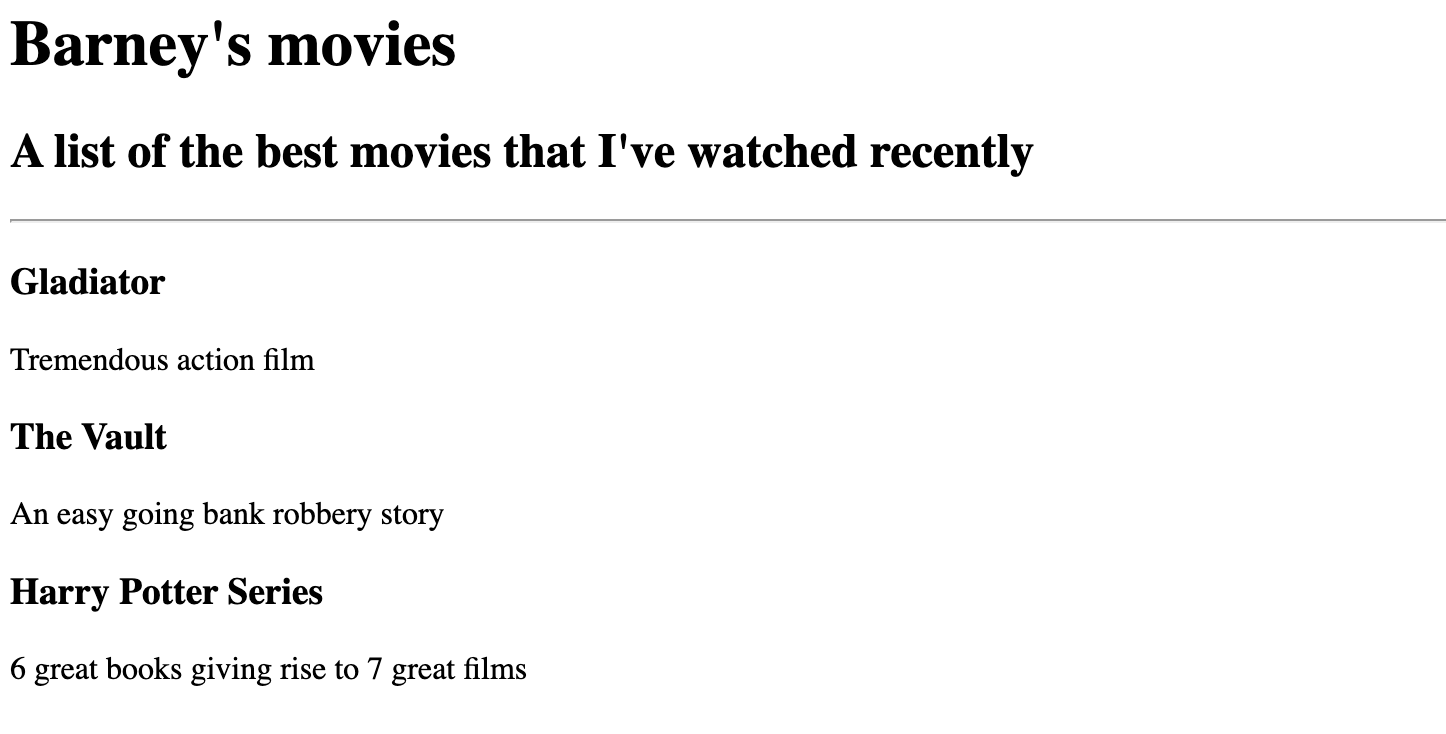 Barney's movies
A list of the best movies that I've watched recently
Gladiator
Tremendous action film
The Vault
An easy going bank robbery story
Harry Potter Series
6 great books giving rise to 7 great films